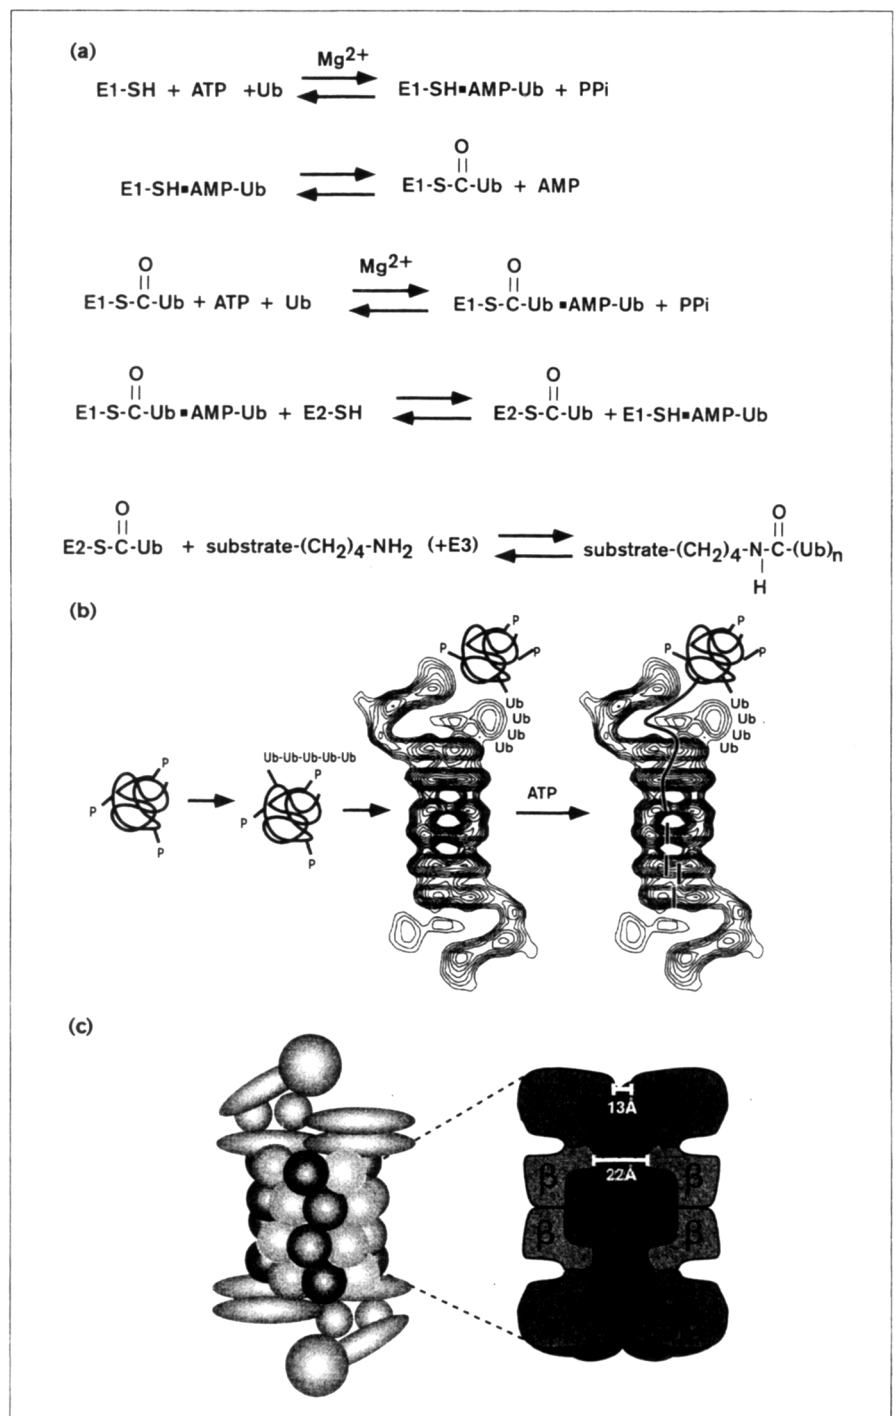 (a)
Mg2+
E1-SH + ATP +Ub E1-SH▪AMP-Ub + PPi
O
E1-SH▪AMP-Ub E1-S-C-Ub + AMP
O Mg2+ O
E1-S-C-Ub + ATP + Ub E1-S-C-Ub▪AMP-Ub + PPi
O O
E1-S-C-Ub▪AMP-Ub + E2-SH E2-S-C-Ub +E1-SH▪AMP-Ub
O O
E2-S-C-Ub + substrate-(CH2)4-NH2 (+E3) substrate-(CH2)4-N-C-(Ub)n
H
(b)
P P
P P P P
Ub Ub
Ub Ub
Ub Ub
Ub Ub
Ub-Ub-Ub-Ub-Ub
P P
ATP
P P
P P
(c)
13Å
22Å
β β
β β